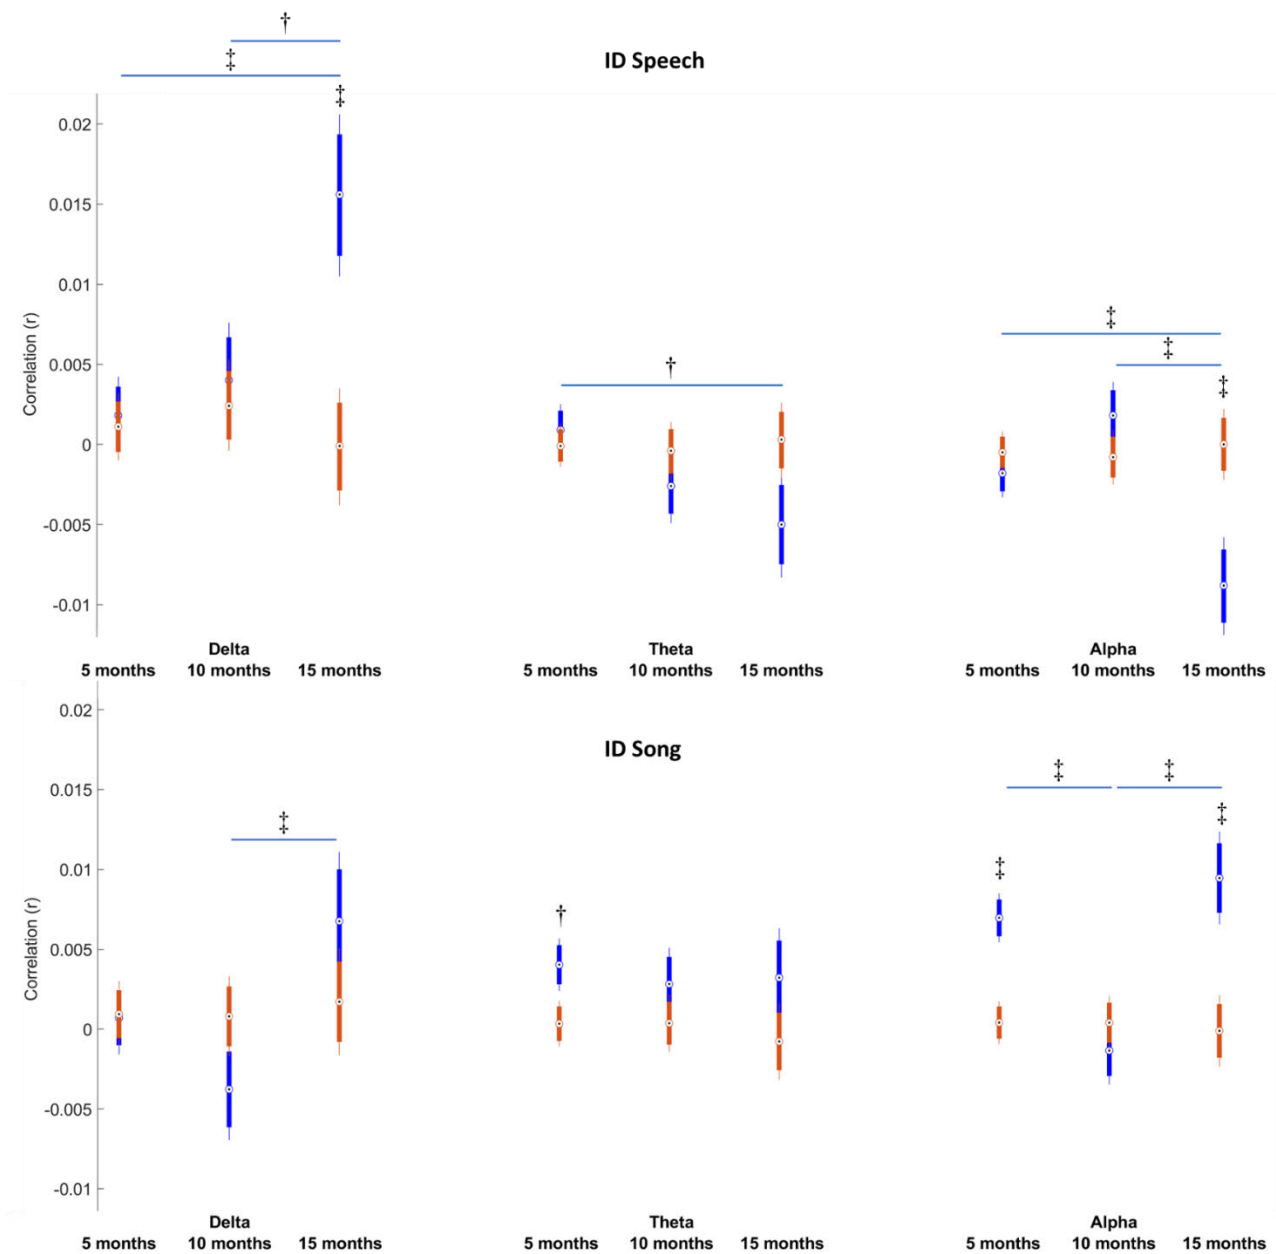 †
‡
ID Speech
‡
0.02
0.015
0.01
0.005
0
-0.005
-0.01
Correlation (r)
‡
‡
†
‡
Delta
Theta
Alpha
5 months 10 months 15 months
5 months 10 months 15 months
5 months 10 months 15 months
0.02
0.015
0.01
0.005
0
-0.005
-0.01
Correlation (r)
ID Song
‡
‡
‡
‡
‡
†
Delta
Theta
Alpha
5 months 10 months 15 months
5 months 10 months 15 months
5 months 10 months 15 months